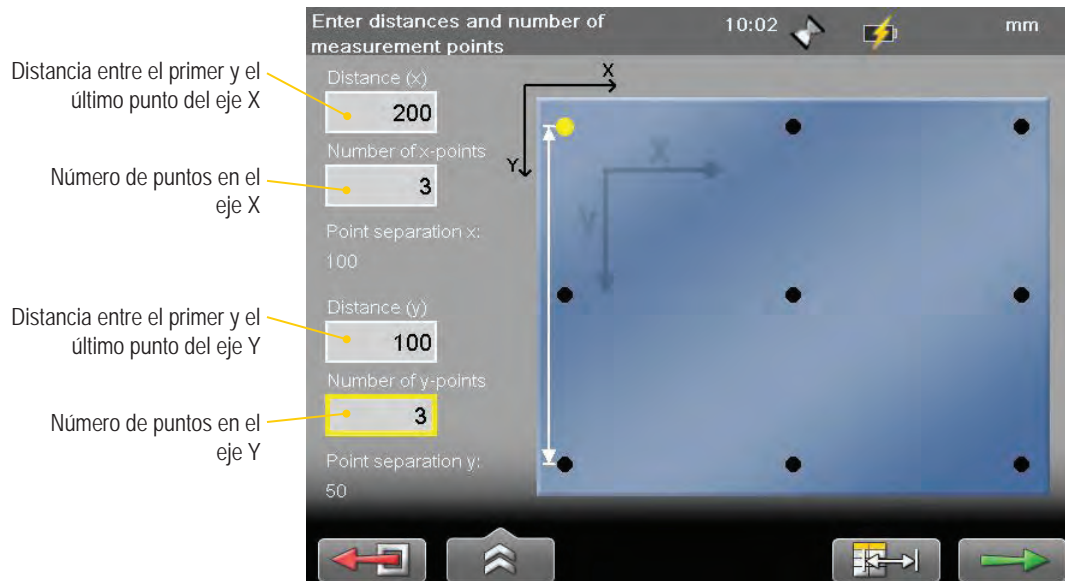 Enter distances and number of
measurement points
10:02
mm
Distancia entre el primer y el
último punto del eje X
Número de puntos en el
eje X
Distancia entre el primer y el
último punto del eje Y
Número de puntos en el
eje Y
Distance (x)
200
Number of x-points
3
Point separation x:
100
Distance (y)
100
Number of y-points
3
Point separation y:
50
X
Y
X
Y